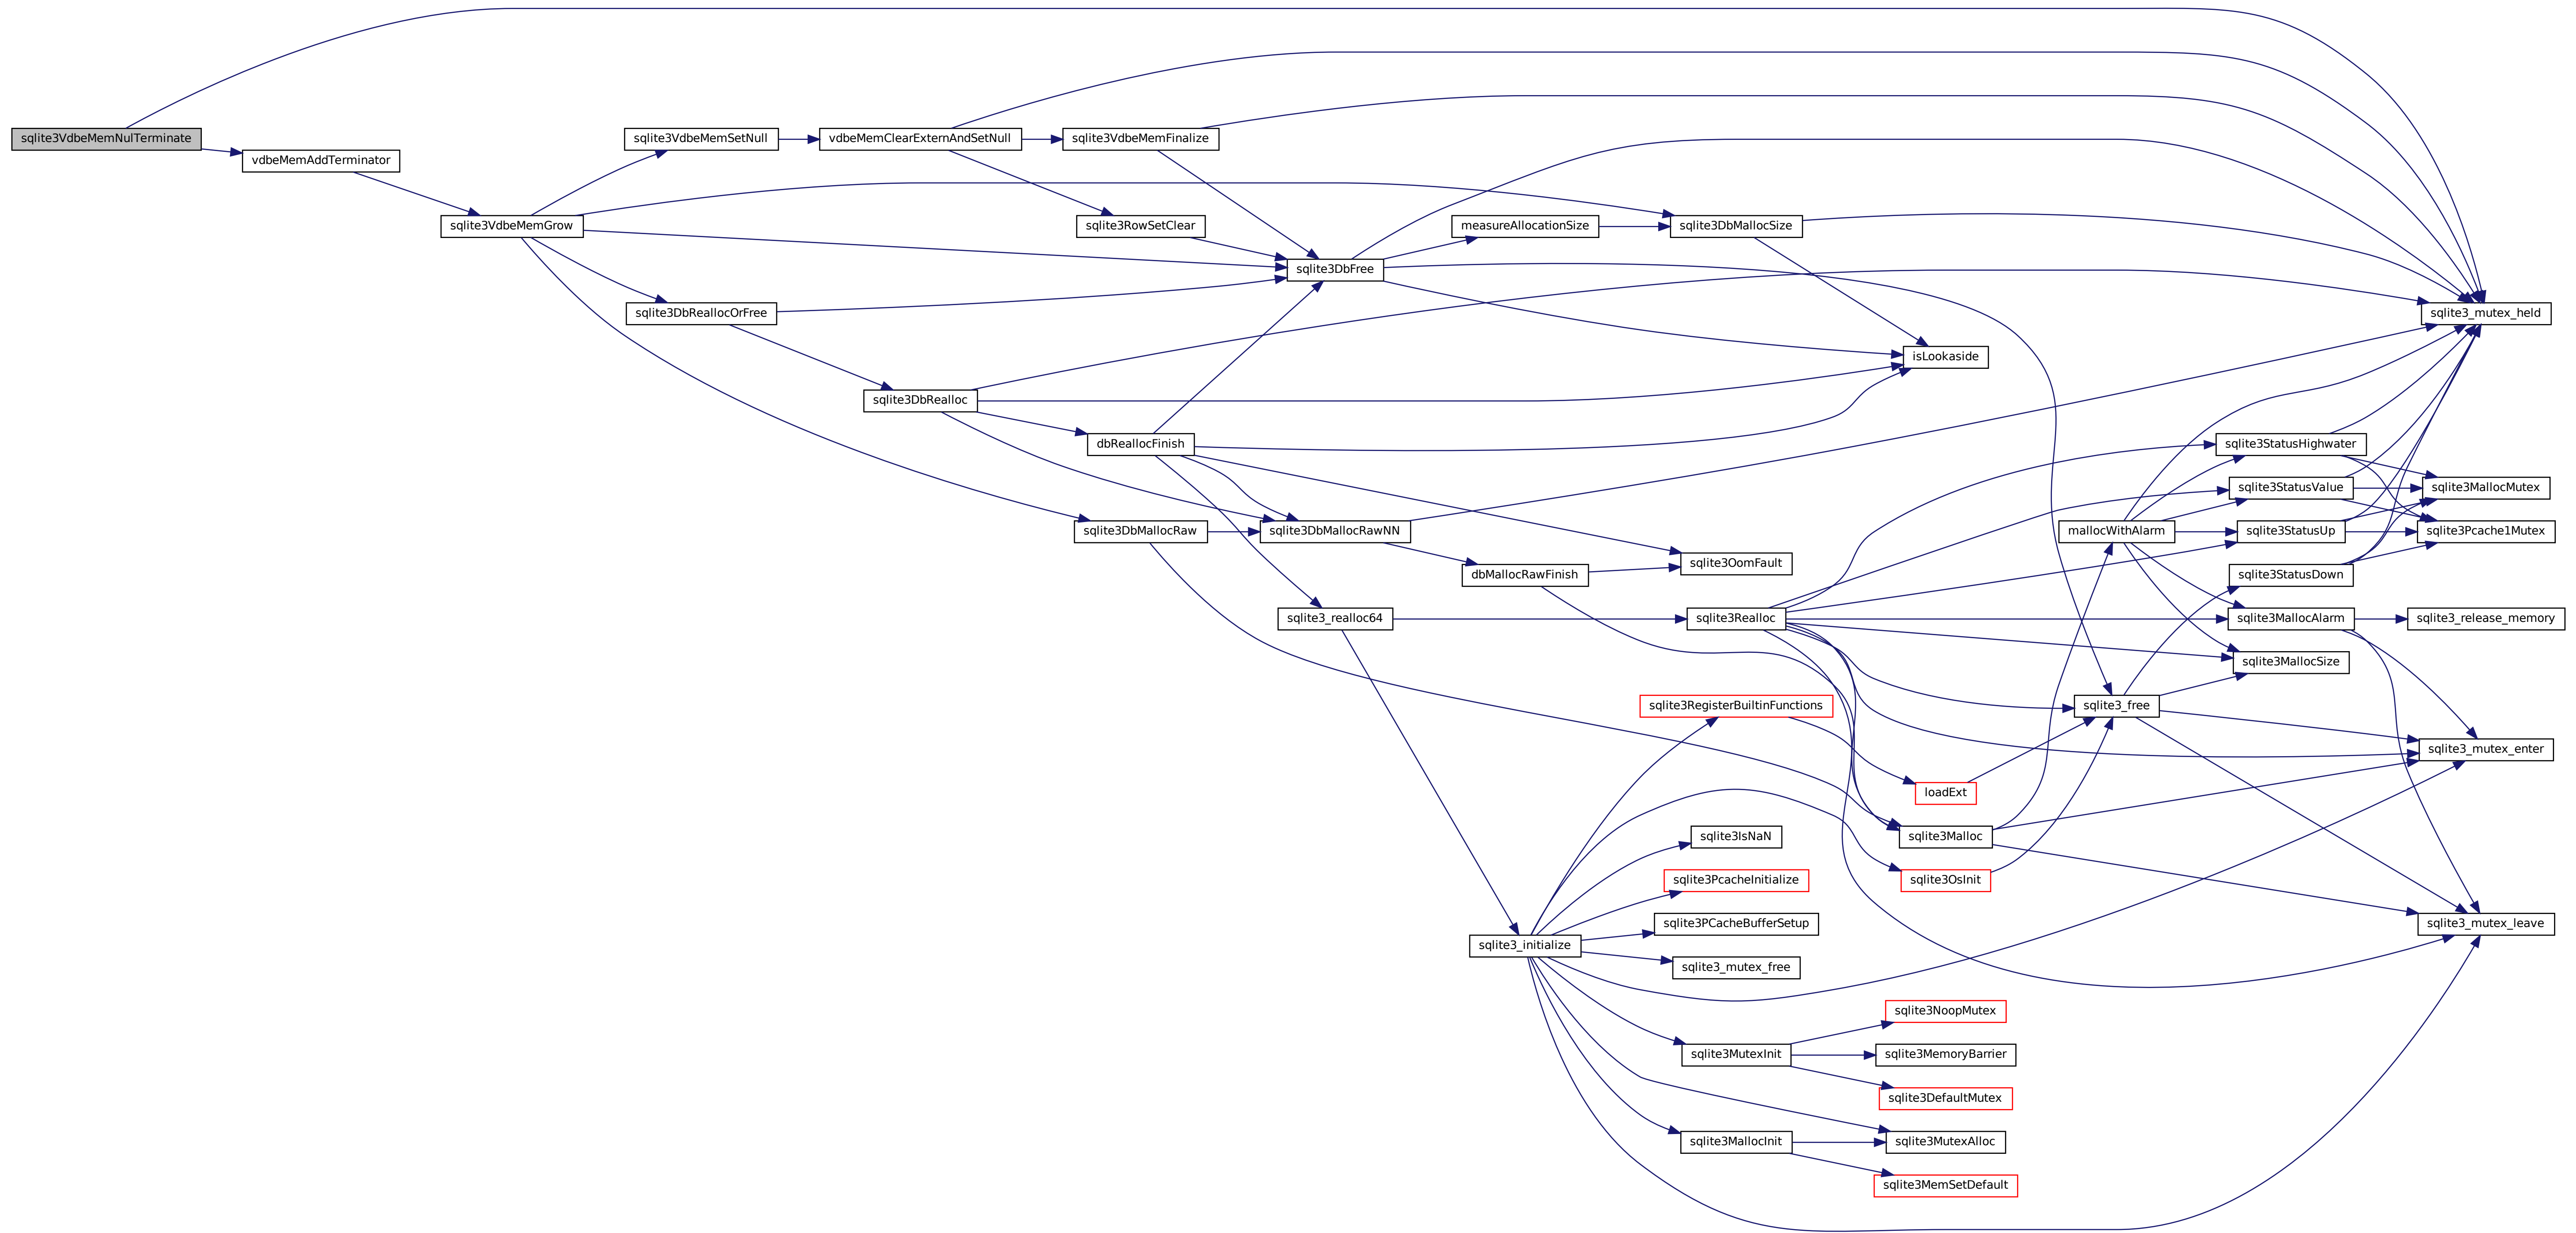 sqlite3VdbeMemNulTerminate
vdbeMemAddTerminator
sqlite3VdbeMemGrow
sqlite3VdbeMemSetNull
vdbeMemClearExternAndSetNull
sqlite3VdbeMemFinalize
sqlite3RowSetClear
sqlite3DbFree
measureAllocationSize
sqlite3DbMallocSize
sqlite3DbReallocOrFree
sqlite3_mutex_held
isLookaside
sqlite3DbRealloc
dbReallocFinish
sqlite3StatusHighwater
sqlite3StatusValue
sqlite3MallocMutex
sqlite3DbMallocRaw
sqlite3DbMallocRawNN
mallocWithAlarm
sqlite3StatusUp
sqlite3Pcache1Mutex
sqlite3OomFault
dbMallocRawFinish
sqlite3StatusDown
sqlite3_realloc64
sqlite3Realloc
sqlite3MallocAlarm
sqlite3_release_memory
sqlite3MallocSize
sqlite3RegisterBuiltinFunctions
sqlite3_free
sqlite3_mutex_enter
loadExt
sqlite3IsNaN
sqlite3Malloc
sqlite3PcacheInitialize
sqlite3OsInit
sqlite3PCacheBufferSetup
sqlite3_mutex_leave
sqlite3_initialize
sqlite3_mutex_free
sqlite3NoopMutex
sqlite3MutexInit
sqlite3MemoryBarrier
sqlite3DefaultMutex
sqlite3MallocInit
sqlite3MutexAlloc
sqlite3MemSetDefault